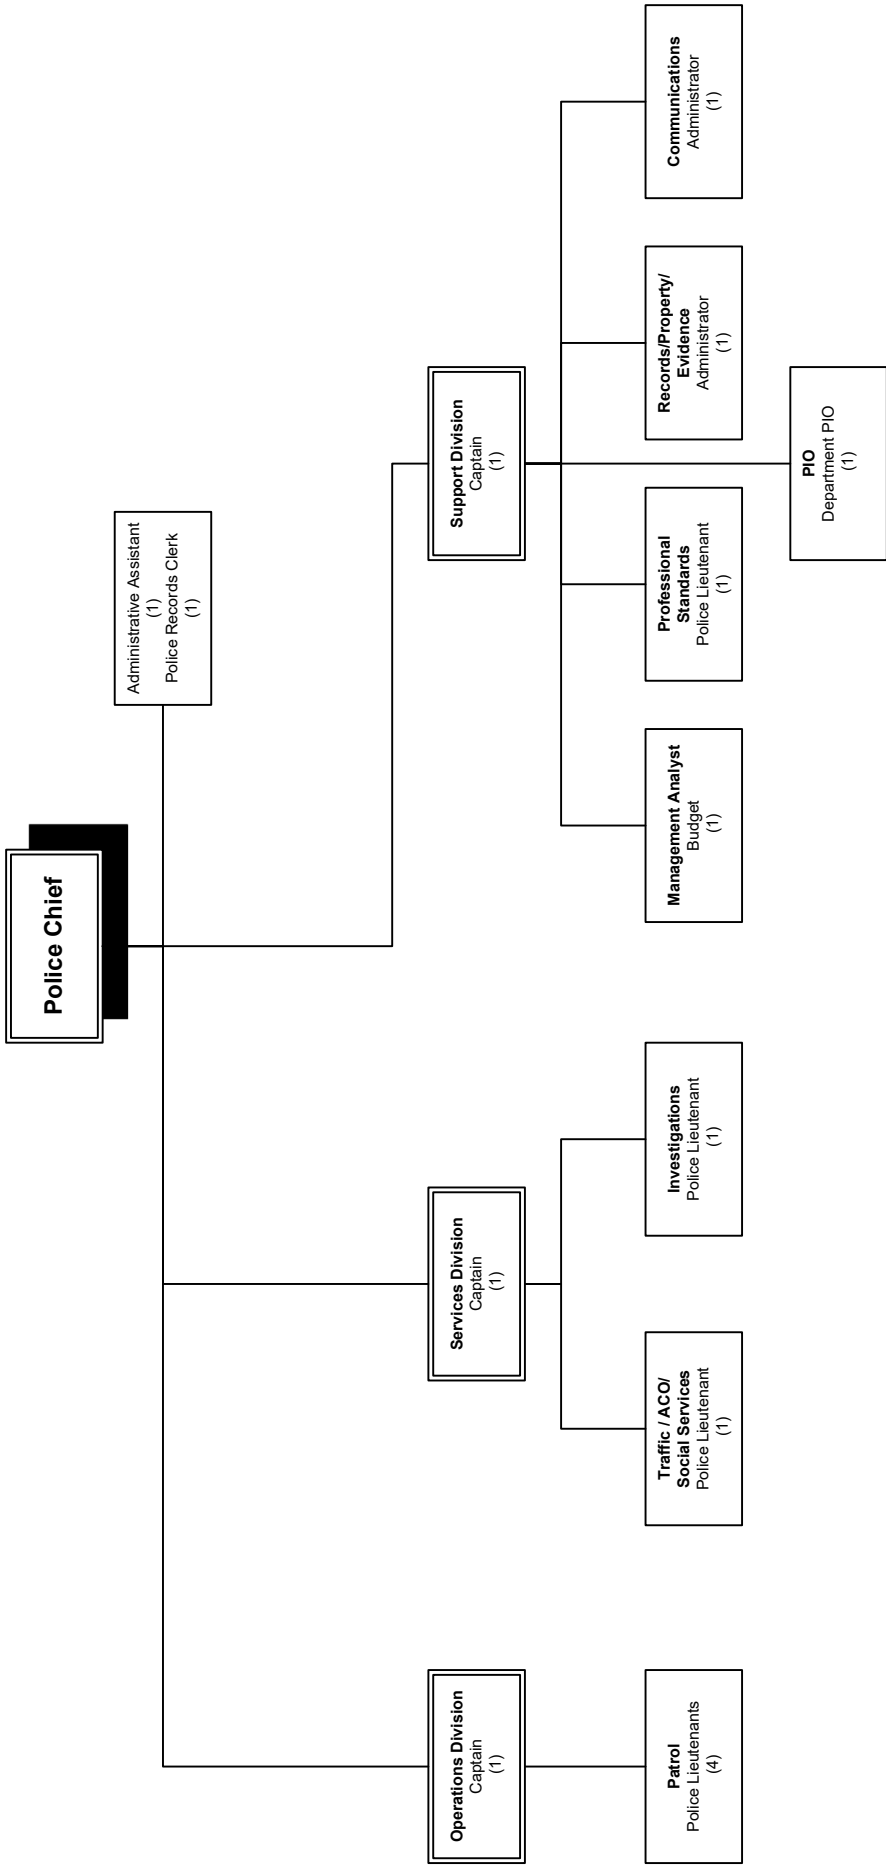 Police Chief
Administrative Assistant
(1)
Police Records Clerk
(1)
Operations Division
Captain
(1)
Services Division
Captain
(1)
Support Division
Captain
(1)
Patrol
Police Lieutenants
(4)
Traffic / ACO/
Social Services
Police Lieutenant
(1)
Investigations
Police Lieutenant
(1)
Management Analyst
Budget
(1)
Professional
Standards
Police Lieutenant
(1)
Records/Property/
Evidence
Administrator
(1)
Communications
Administrator
(1)
PIO
Department PIO
(1)